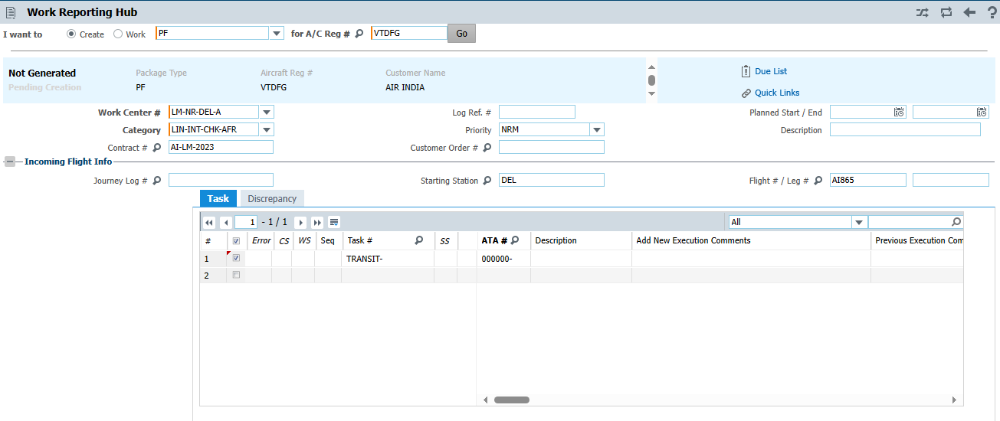 Work Reporting Hub
I want to Create Work PF for A/C Reg # VTDFG Go
Not Generated Package Type Aircraft Reg # Customer Name
Pending Creation PF VTDFG AIR INDIA
Due List
Quick Links
Work Center # LM-NR-DEL-A Log Ref. # Planned Start / End
Category LIN-INT-CHK-AFR Priority NRM Description
Contract # AI-LM-2023 Customer Order #
Incoming Flight Info
Journey Log # Starting Station DEL Flight # / Leg # AI865
Task Discrepancy
1 - 1 / 1 All
# Error CS WS Seq Task # SS ATA # Description Add New Execution Comments Previous Execution Com
1 TRANSIT- 000000-
2